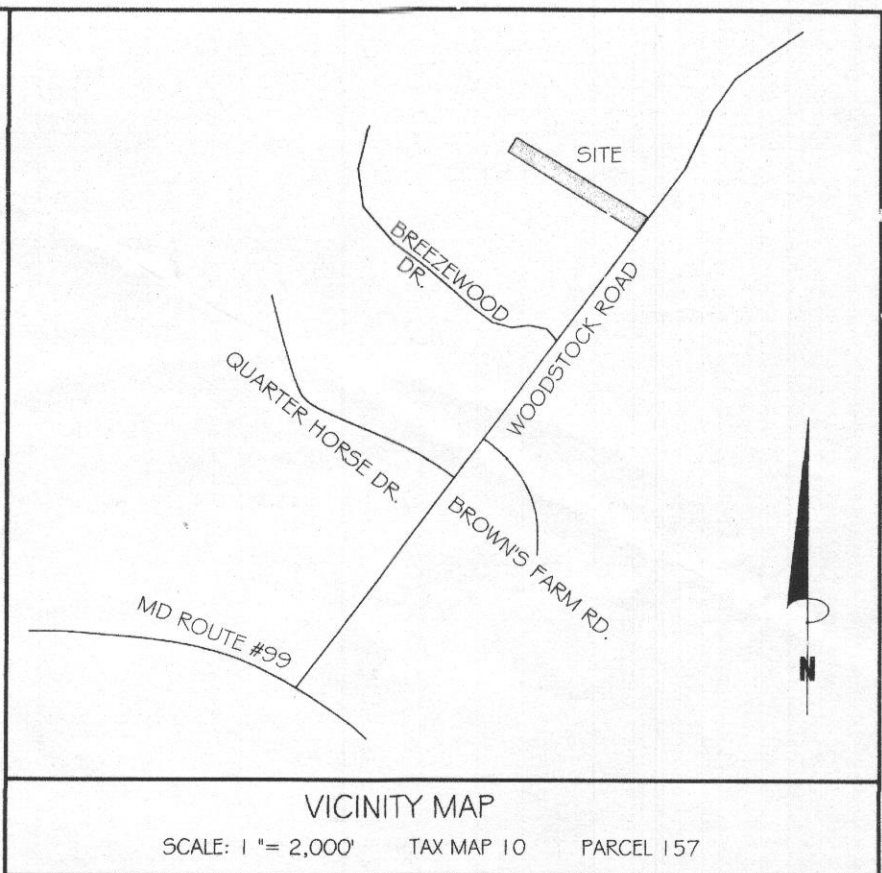 SITE
BREEZEWOOD
DR.
WOODSTOCK ROAD
QUARTER HORSE DR.
BROWN'S FARM RD.
MD ROUTE #99
N
VICINITY MAP
SCALE: 1 "= 2,000' TAX MAP 10 PARCEL 157